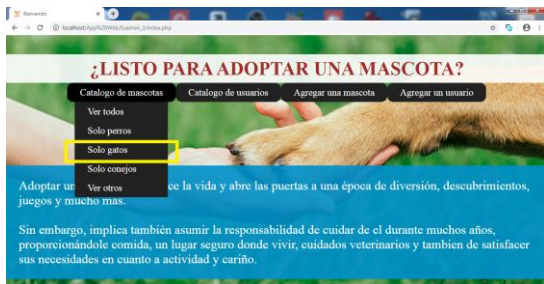 Bienvenido
localhost/App%20Web/Examen_3/index.php
¿LISTO PARA ADOPTAR UNA MASCOTA?
Catalogo de mascotas Catalogo de usuarios Agregar una mascota Agregar un usuario
Ver todos
Solo perros
Solo gatos
Solo conejos
Ver otros
Adoptar un ce la vida y abre las puertas a una época de diversión, descubrimientos,
juegos y mucho mas.
Sin embargo, implica también asumir la responsabilidad de cuidar de el durante muchos años,
proporcionándole comida, un lugar seguro donde vivir, cuidados veterinarios y tambien de satisfacer
sus necesidades en cuanto a actividad y cariño.